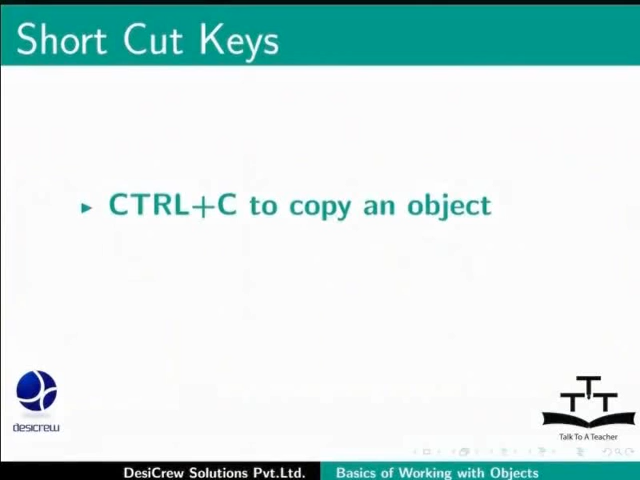 Short Cut Keys
CTRL+C to copy an object
desicrew
TTT
Talk To A Teacher
DesiCrew Solutions Pvt.Ltd.
Basics of Working with Objects